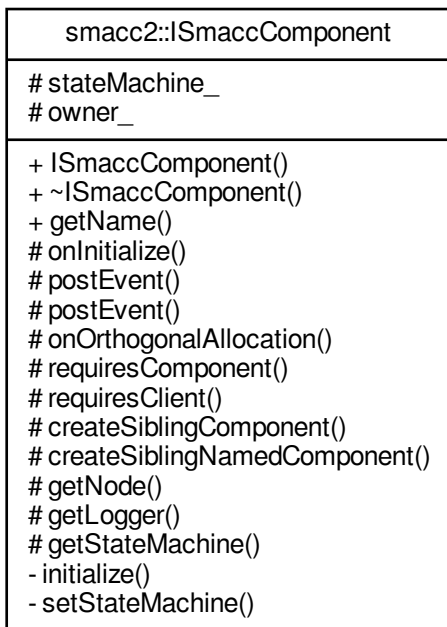 smacc2::ISmaccComponent
# stateMachine_
# owner_
+ ISmaccComponent()
+ ~ISmaccComponent()
+ getName()
# onInitialize()
# postEvent()
# postEvent()
# onOrthogonalAllocation()
# requiresComponent()
# requiresClient()
# createSiblingComponent()
# createSiblingNamedComponent()
# getNode()
# getLogger()
# getStateMachine()
- initialize()
- setStateMachine()